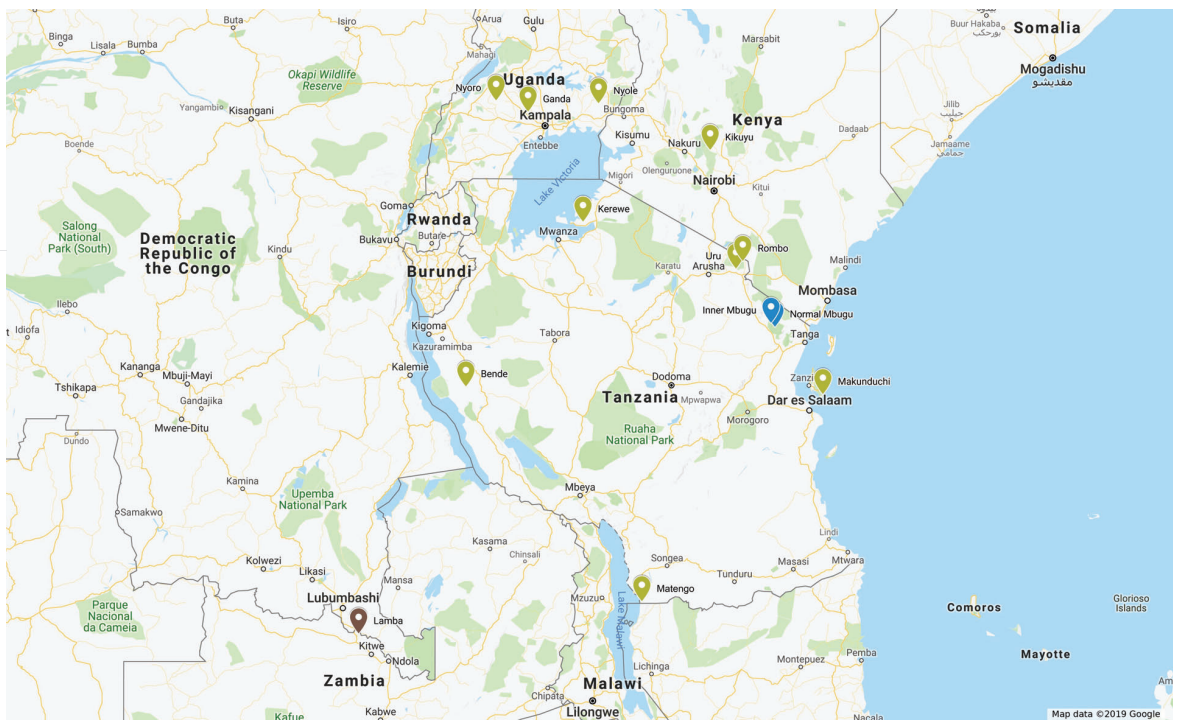 Binga
Lisala
Bumba
Buta
Isiro
Arua
Gulu
Mahagi
Marsabit
Buur Hakaba
بورحكبا
Somalia
Mogadishu
مقديشو
Okapi Wildlife
Reserve
Nyoro
Uganda
Ganda
Nyole
Kampala
Bungoma
Entebbe
Yangambi
Kisangani
Kenya
Kikuyu
Kisumu
Nakuru
Dadaab
Jilib
جيليب
Jamaame
جمامي
Boende
Lake Victoria
Migori
Olenguruone
Nairobi
Kitui
Goma
Rwanda
Kerewe
Salong
National
Park (South)
Democratic
Republic of
the Congo
Kindu
Bukavu
Butare
Mwanza
Rombo
Uru
Arusha
Karatu
Malindi
Burundi
Mombasa
Ilebo
t
Idiofa
Kigoma
Kazuramimba
Tabora
Inner Mbugu
Normal Mbugu
Tanga
Kananga
Mbuji-Mayi
Kalemie
Bende
Dodoma
Zanzi
Makunduchi
Tshikapa
Gandajika
Tanzania
Mpwapwa
Dar es Salaam
Mwene-Ditu
Morogoro
Ruaha
National Park
Dundo
Kamina
Upemba
National Park
Mbeya
Samakwo
Kasama
Chinsali
Lindi
Mtwara
Kolwezi
Likasi
Mansa
Songea
Masasi
Tunduru
Matengo
Lubumbashi
Lamba
Mzuzu
Lake Malawi
Parque
Nacional
da Cameia
Comoros
Glorioso
Islands
Kitwe
Ndola
Lichinga
Montepuez
Pemba
Mayotte
Zambia
Malawi
Chipata
Lilongwe
Kabwe
Kafue
Nacala
Am
Map data ©2019 Google